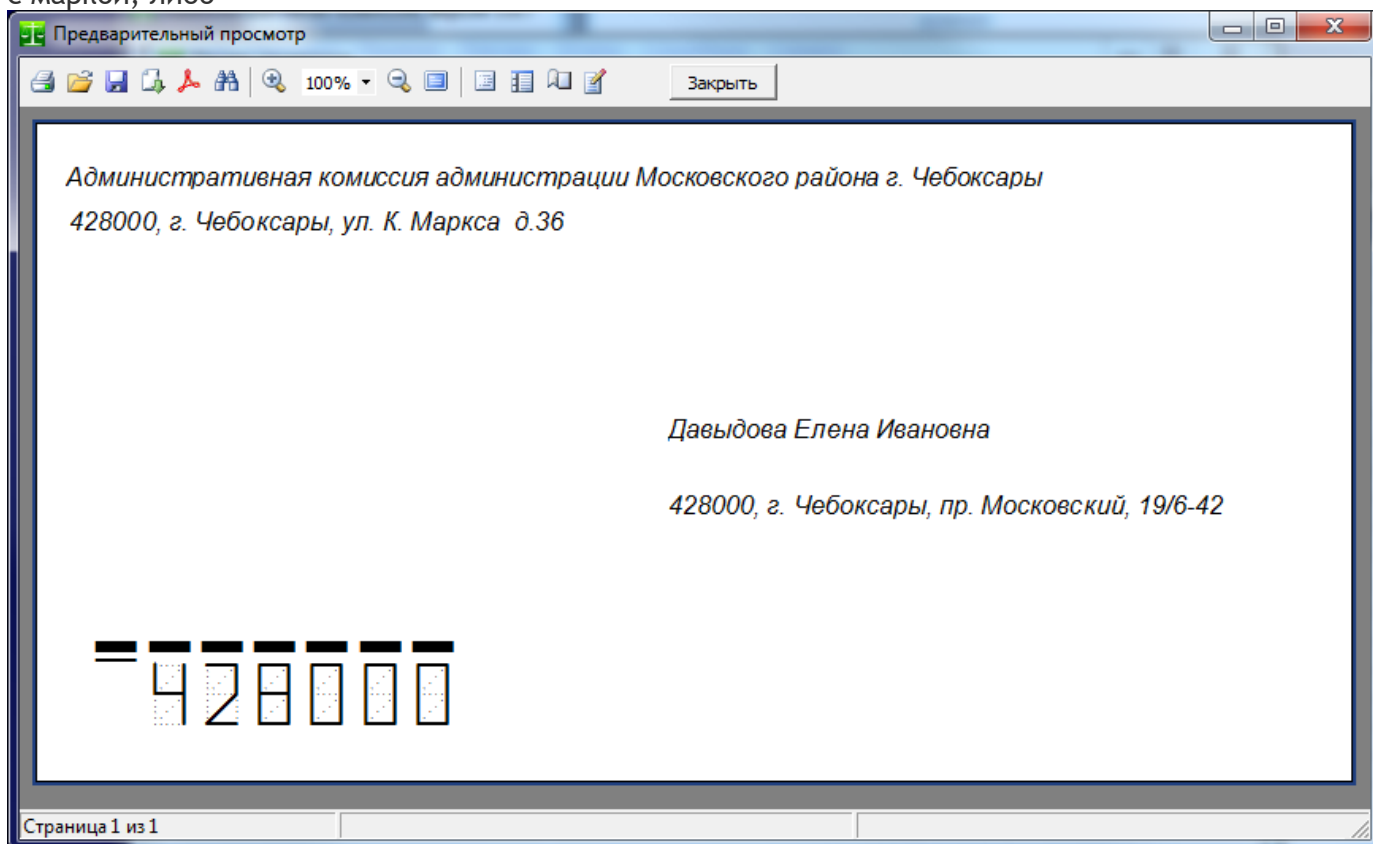 с маркой, либо
Предварительный просмотр
100%
Закрыть
Административная комиссия администрации Московского района г. Чебоксары
428000, г. Чебоксары, ул. К. Маркса д.36
Давыдова Елена Ивановна
428000, г. Чебоксары, пр. Московский, 19/6-42
428000
Страница 1 из 1